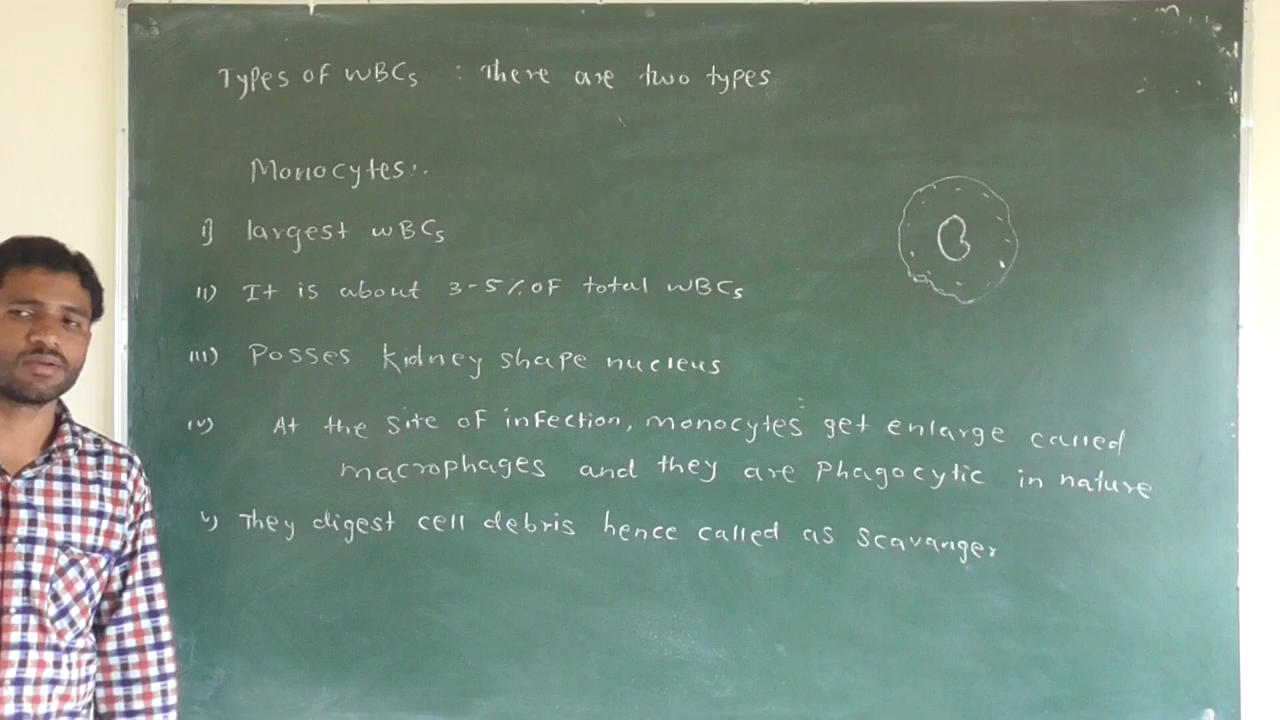 Types of WBCs : There are two types
Monocytes:.
i) largest WBCs
ii) It is about 3-5% of total WBCs
iii) Posses kidney shape nucleus
iv) At the site of infection, monocytes get enlarge called
macrophages and they are phagocytic in nature
v) They digest cell debris hence called as scavanger